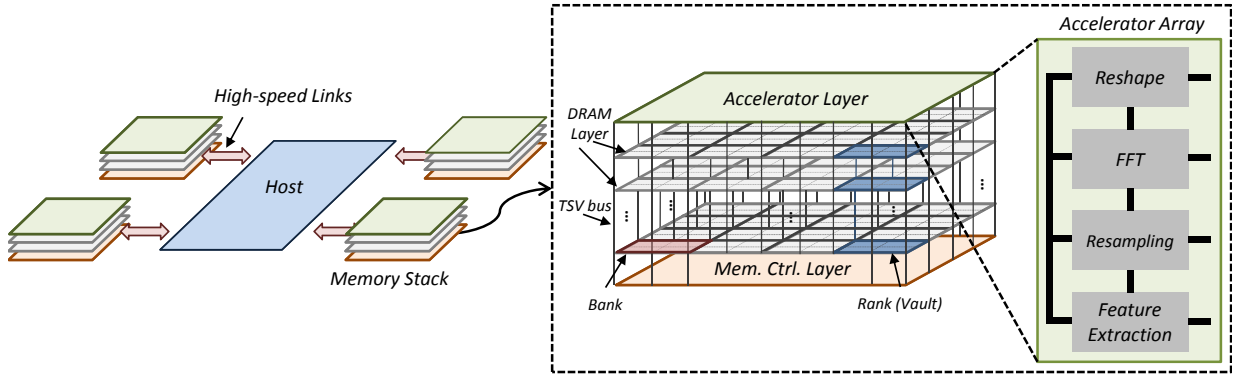 High-speed Links
Host
Memory Stack
Accelerator Layer
DRAM
Layer
TSV bus
Mem. Ctrl. Layer
Bank
Rank (Vault)
Accelerator Array
Reshape
FFT
Resampling
Feature
Extraction